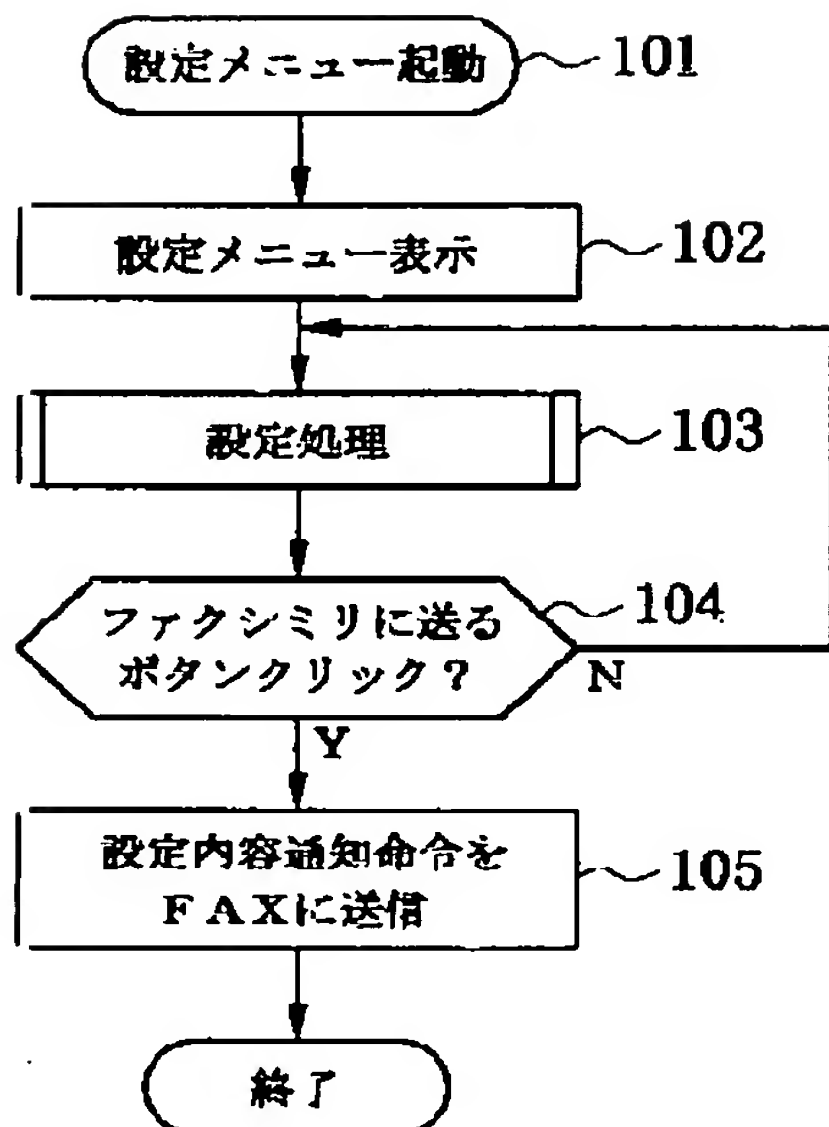 設定メニュー起動 101
設定メニュー表示 102
設定処理 103
ファクシミリに送る 104
ボタンクリック？ N
Y
設定内容通知命令を
ＦＡＸに送信 105
終了